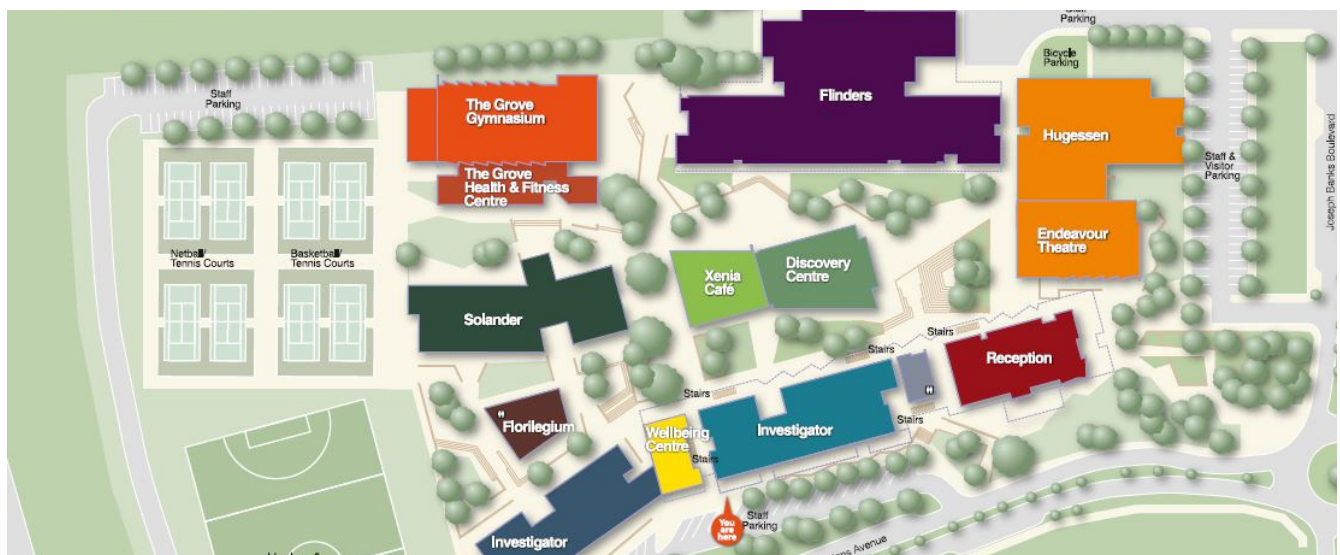 Staff
Parking
Bicycle
Parking
Staff
Parking
The Grove
Gymnasium
Flinders
Hugessen
The Grove
Health & Fitness
Centre
Staff &
Visitor
Parking
Joseph Banks Boulevard
Netball/
Tennis Courts
Basketball/
Tennis Courts
Endeavour
Theatre
Xenia
Café
Discovery
Centre
Solander
Stairs
Stairs
Reception
Stairs
Florilegium
Stairs
Wellbeing
Centre
Investigator
Stairs
You
are
here
Staff
Parking
Investigator
Avenue